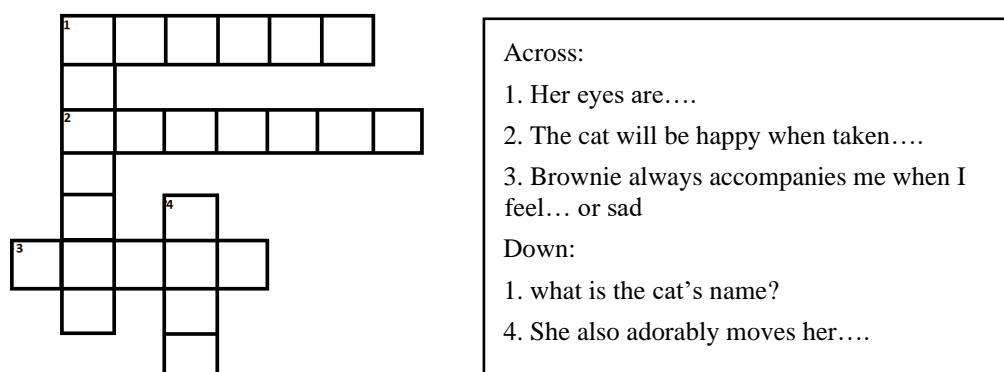 1
2
4
3
Across:
1. Her eyes are….
2. The cat will be happy when taken….
3. Brownie always accompanies me when I
feel… or sad
Down:
1. what is the cat’s name?
4. She also adorably moves her….